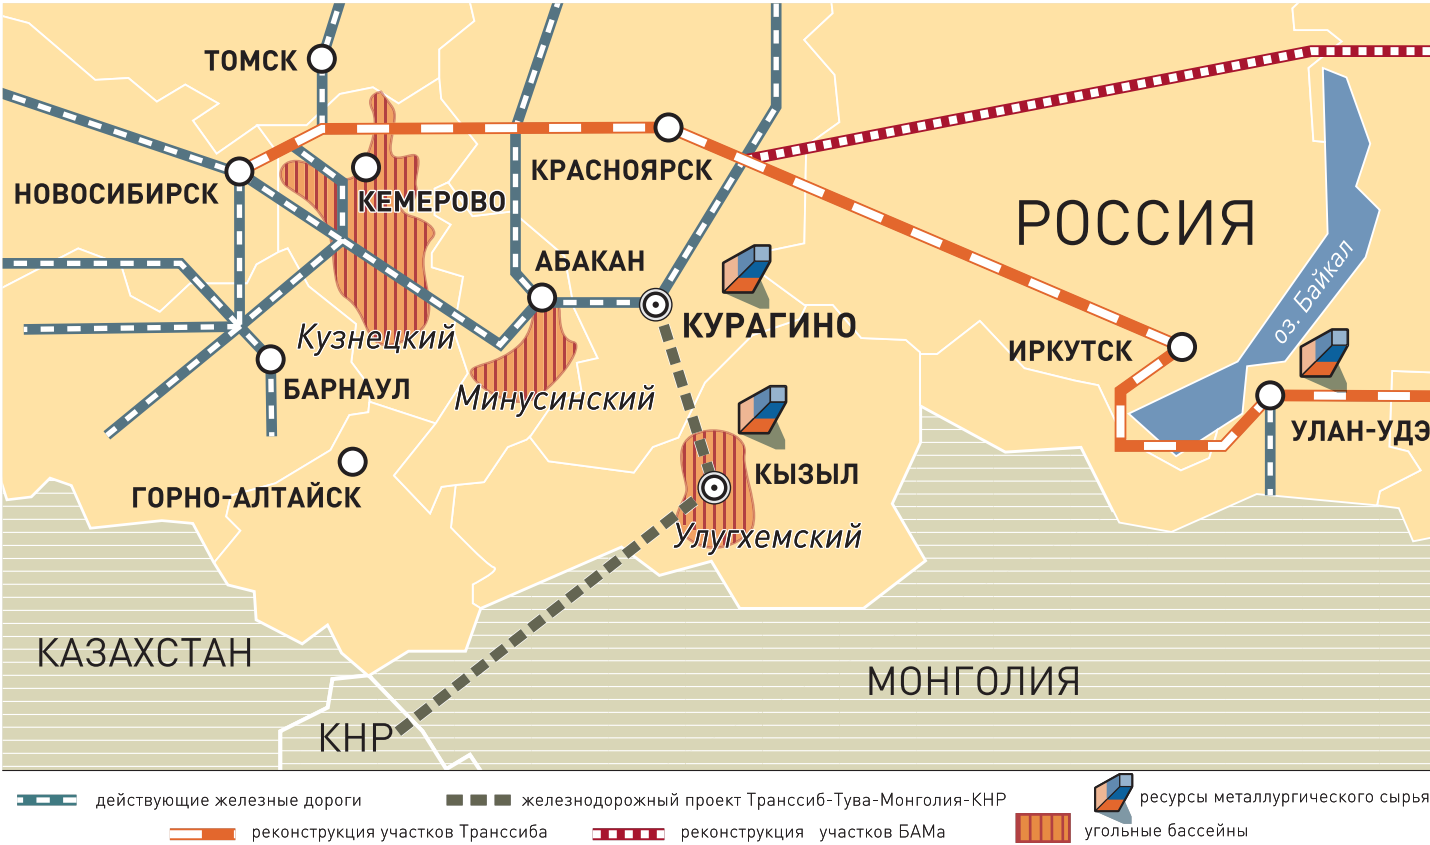 ТОМСК
КРАСНОЯРСК
НОВОСИБИРСК
КЕМЕРОВО
РОССИЯ
АБАКАН
оз. Байкал
КУРАГИНО
Кузнецкий
ИРКУТСК
БАРНАУЛ
Минусинский
УЛАН-УДЭ
КЫЗЫЛ
ГОРНО-АЛТАЙСК
Улугхемский
КАЗАХСТАН
МОНГОЛИЯ
КНР
действующие железные дороги
железнодорожный проект Транссиб-Тува-Монголия-КНР
ресурсы металлургического сырья
реконструкция участков Транссиба
реконструкция участков БАМа
угольные бассейны